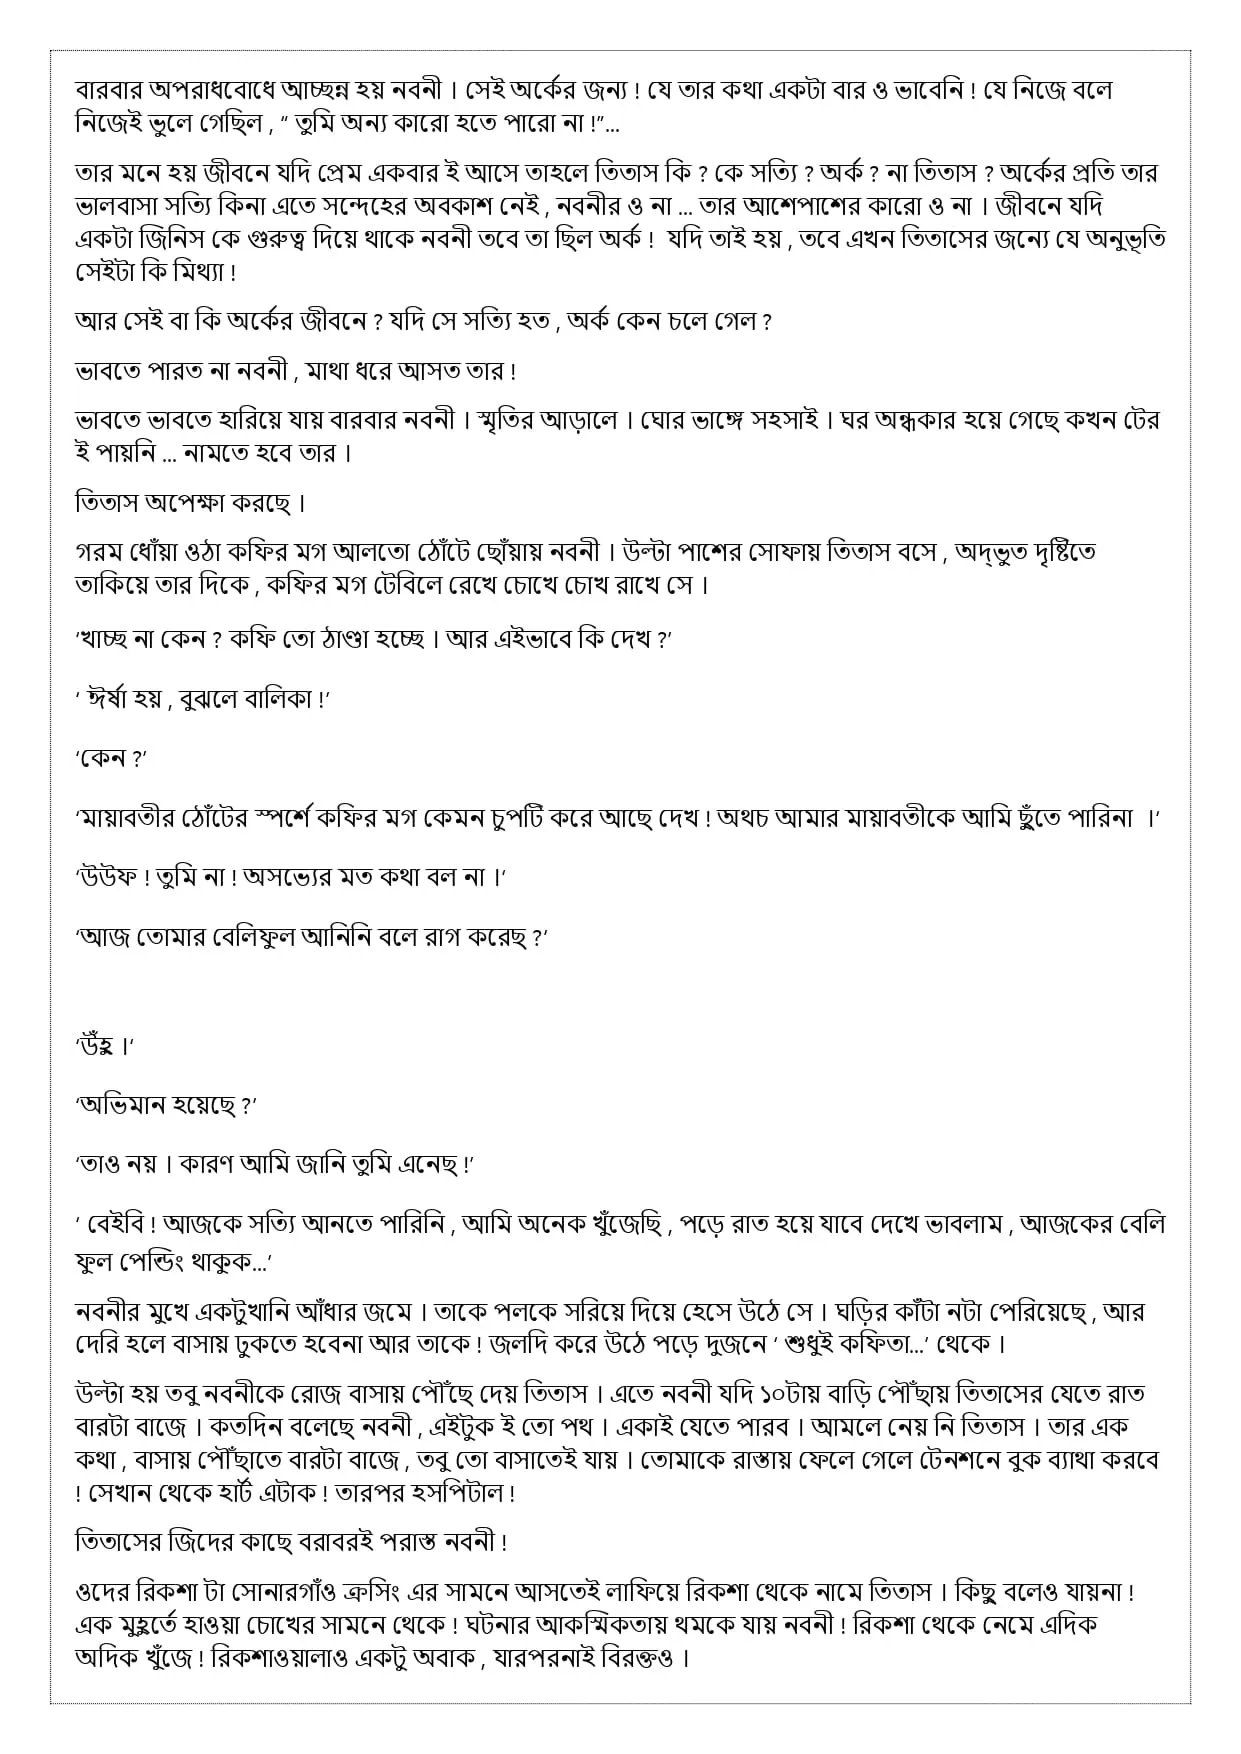 বারবার অপরাধবোধে আচ্ছন্ন হয় নবনী । সেই অর্কের জন্য ! যে তার কথা একটা বার ও ভাবেনি ! যে নিজে বলে
নিজেই ভুলে গেছিল , “ তুমি অন্য কারো হতে পারো না !”...
তার মনে হয় জীবনে যদি প্রেম একবার ই আসে তাহলে তিতাস কি ? কে সত্যি ? অর্ক ? না তিতাস ? অর্কের প্রতি তার
ভালবাসা সত্যি কিনা এতে সন্দেহের অবকাশ নেই , নবনীর ও না ... তার আশেপাশের কারো ও না । জীবনে যদি
একটা জিনিস কে গুরুত্ব দিয়ে থাকে নবনী তবে তা ছিল অর্ক ! যদি তাই হয় , তবে এখন তিতাসের জন্যে যে অনুভূতি
সেইটা কি মিথ্যা !
আর সেই বা কি অর্কের জীবনে ? যদি সে সত্যি হত , অর্ক কেন চলে গেল ?
ভাবতে পারত না নবনী , মাথা ধরে আসত তার !
ভাবতে ভাবতে হারিয়ে যায় বারবার নবনী । স্মৃতির আড়ালে । ঘোর ভাঙ্গে সহসাই । ঘর অন্ধকার হয়ে গেছে কখন টের
ই পায়নি ... নামতে হবে তার ।
তিতাস অপেক্ষা করছে ।
গরম ধোঁয়া ওঠা কফির মগ আলতো ঠোঁটে ছোঁয়ায় নবনী । উল্টা পাশের সোফায় তিতাস বসে , অদ্ভুত দৃষ্টিতে
তাকিয়ে তার দিকে , কফির মগ টেবিলে রেখে চোখে চোখ রাখে সে ।
‘খাচ্ছ না কেন ? কফি তো ঠাণ্ডা হচ্ছে । আর এইভাবে কি দেখ ?’
‘ ঈর্ষা হয় , বুঝলে বালিকা !’
‘কেন ?’
‘মায়াবতীর ঠোঁটের স্পর্শে কফির মগ কেমন চুপটি করে আছে দেখ ! অথচ আমার মায়াবতীকে আমি ছুঁতে পারিনা ।‘
‘উউফ ! তুমি না ! অসভ্যের মত কথা বল না ।‘
‘আজ তোমার বেলিফুল আনিনি বলে রাগ করেছ ?’
‘উঁহু ।‘
‘অভিমান হয়েছে ?’
‘তাও নয় । কারণ আমি জানি তুমি এনেছ !’
‘ বেইবি ! আজকে সত্যি আনতে পারিনি , আমি অনেক খুঁজেছি , পড়ে রাত হয়ে যাবে দেখে ভাবলাম , আজকের বেলি
ফুল পেন্ডিং থাকুক...’
নবনীর মুখে একটুখানি আঁধার জমে । তাকে পলকে সরিয়ে দিয়ে হেসে উঠে সে । ঘড়ির কাঁটা নটা পেরিয়েছে , আর
দেরি হলে বাসায় ঢুকতে হবেনা আর তাকে ! জলদি করে উঠে পড়ে দুজনে ‘ শুধুই কফিতা...’ থেকে ।
উল্টা হয় তবু নবনীকে রোজ বাসায় পৌঁছে দেয় তিতাস । এতে নবনী যদি ১০টায় বাড়ি পৌঁছায় তিতাসের যেতে রাত
বারটা বাজে । কতদিন বলেছে নবনী , এইটুক ই তো পথ । একাই যেতে পারব । আমলে নেয় নি তিতাস । তার এক
কথা , বাসায় পৌঁছাতে বারটা বাজে , তবু তো বাসাতেই যায় । তোমাকে রাস্তায় ফেলে গেলে টেনশনে বুক ব্যাথা করবে
! সেখান থেকে হার্ট এটাক ! তারপর হসপিটাল !
তিতাসের জিদের কাছে বরাবরই পরাস্ত নবনী !
ওদের রিকশা টা সোনারগাঁও ক্রসিং এর সামনে আসতেই লাফিয়ে রিকশা থেকে নামে তিতাস । কিছু বলেও যায়না !
এক মুহূর্তে হাওয়া চোখের সামনে থেকে ! ঘটনার আকস্মিকতায় থমকে যায় নবনী ! রিকশা থেকে নেমে এদিক
অদিক খুঁজে ! রিকশাওয়ালাও একটু অবাক , যারপরনাই বিরক্তও ।